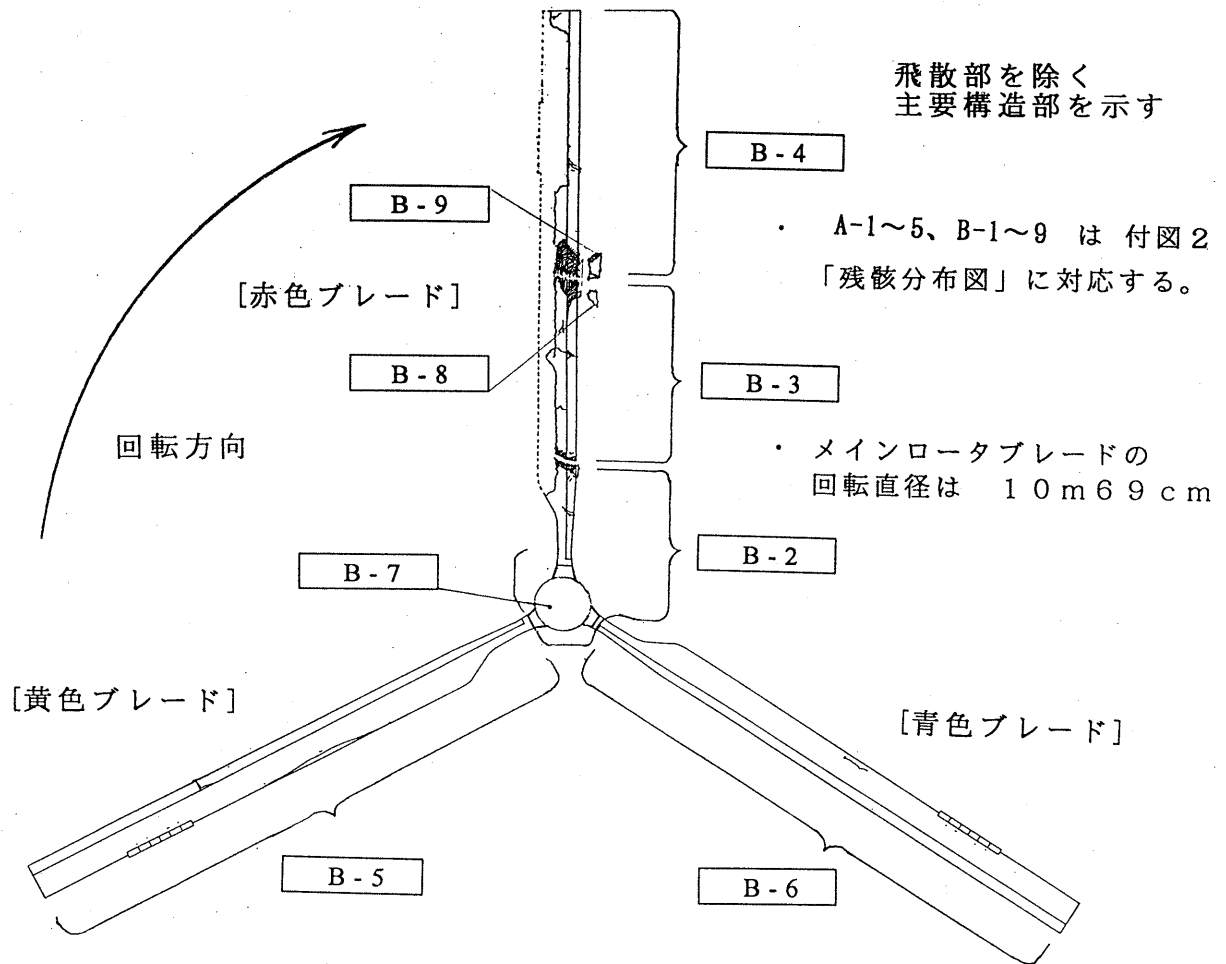 飛散部を除く
主要構造部を示す
B-4
B-9
・ A-1～5、B-1～9 は 付図2
「残骸分布図」に対応する。
[赤色ブレード]
B-8
B-3
回転方向
・ メインロータブレードの
回転直径は 10m69cm
B-2
B-7
[黄色ブレード]
[青色ブレード]
B-5
B-6